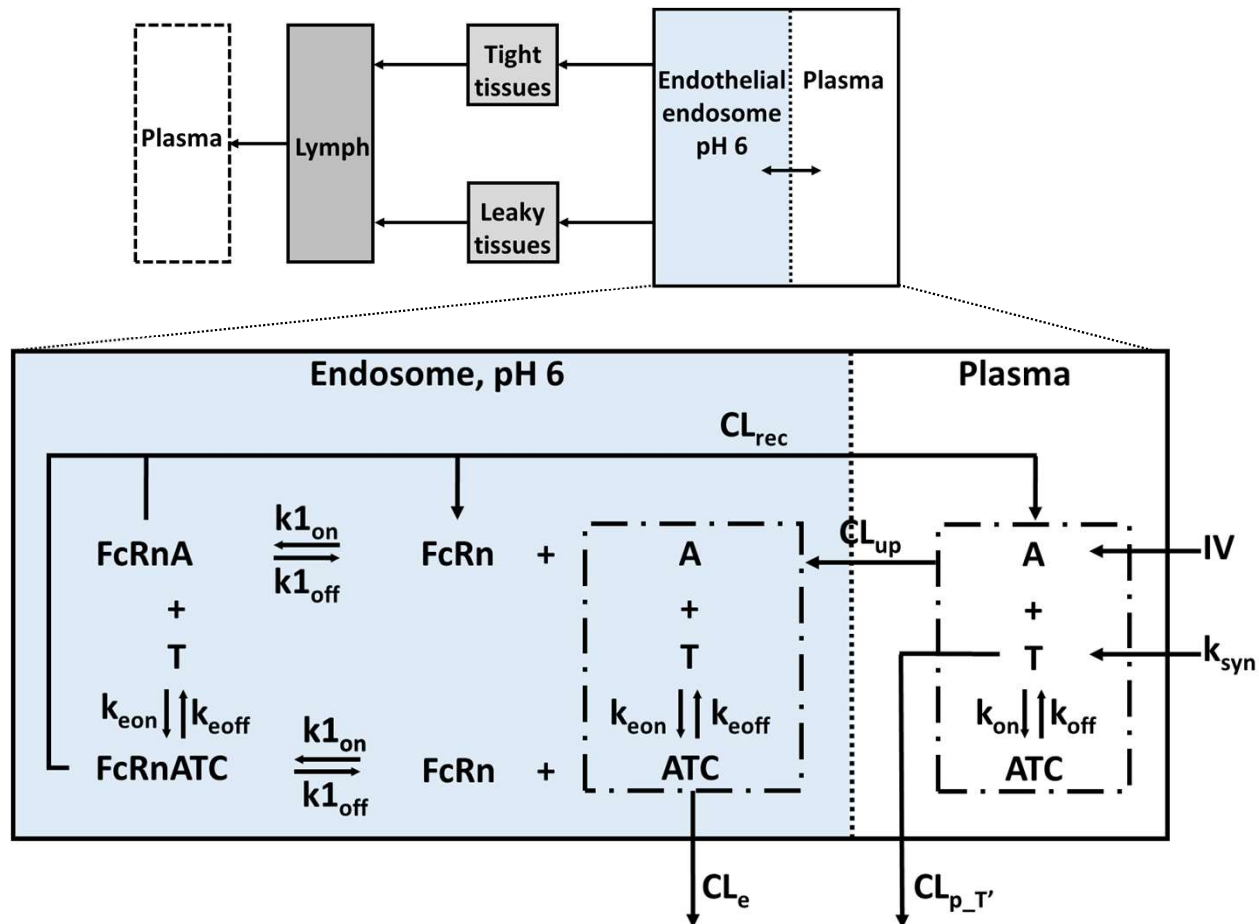 Plasma
Lymph
Tight
tissues
Leaky
tissues
Endothelial
endosome
pH 6
Plasma
Endosome, pH 6
Plasma
CLrec
FcRnA
k1on
k1off
FcRn
+
A
CLup
A
IV
+
+
+
T
T
T
ksyn
keon
keoff
keon
keoff
kon
koff
FcRnATC
k1on
k1off
FcRn
+
ATC
ATC
CLe
CLp_T'